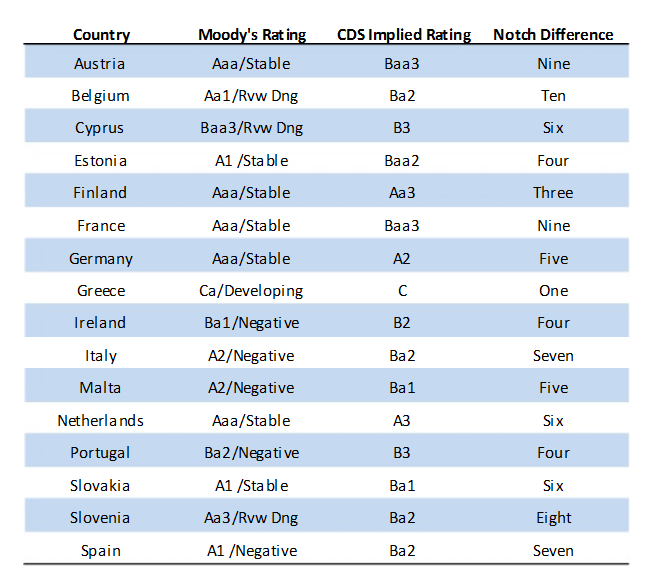 Country Moody's Rating CDS Implied Rating Notch Difference
Austria Aaa/Stable Baa3 Nine
Belgium Aa1/Rvw Dng Ba2 Ten
Cyprus Baa3/Rvw Dng B3 Six
Estonia A1 /Stable Baa2 Four
Finland Aaa/Stable Aa3 Three
France Aaa/Stable Baa3 Nine
Germany Aaa/Stable A2 Five
Greece Ca/Developing C One
Ireland Ba1/Negative B2 Four
Italy A2/Negative Ba2 Seven
Malta A2/Negative Ba1 Five
Netherlands Aaa/Stable A3 Six
Portugal Ba2/Negative B3 Four
Slovakia A1 /Stable Ba1 Six
Slovenia Aa3/Rvw Dng Ba2 Eight
Spain A1 /Negative Ba2 Seven